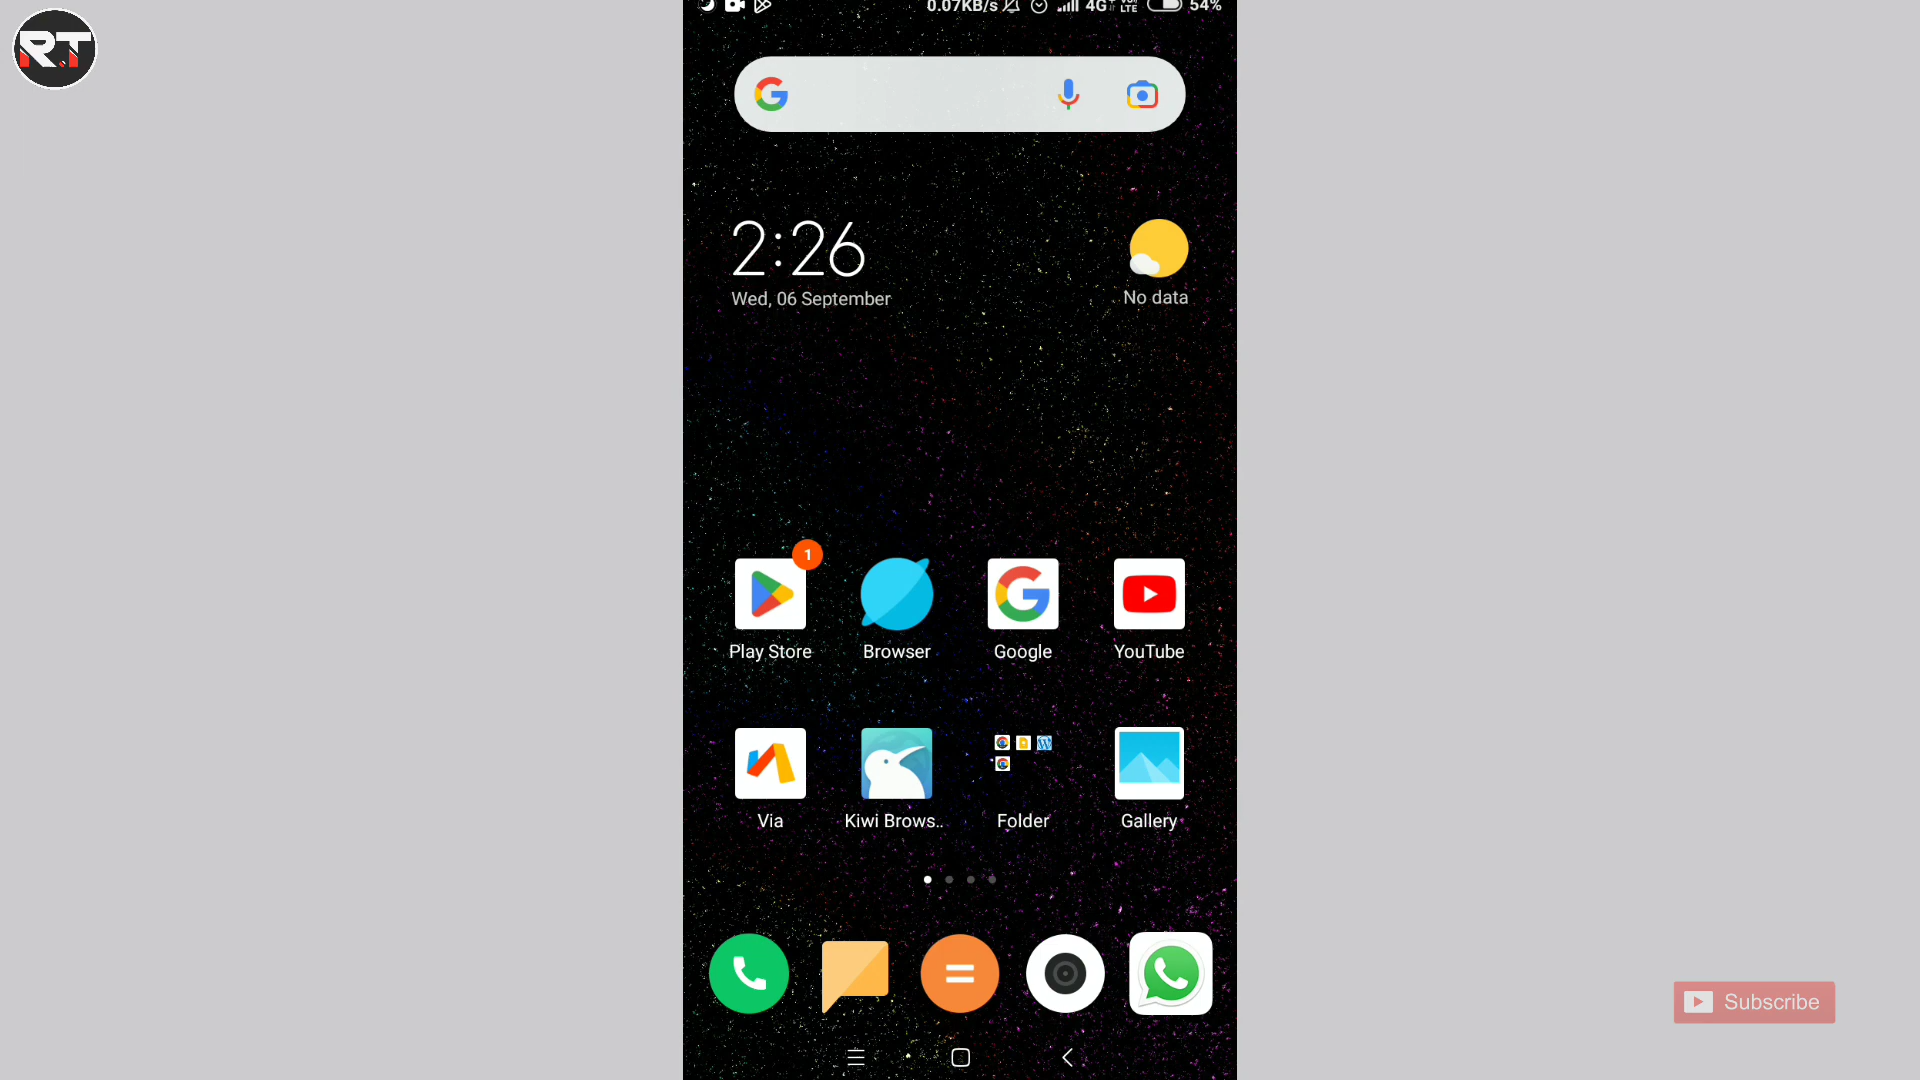 R.T
0.07KB/s 4G+ VoLTE 54%
2:26
Wed, 06 September
No data
1
Play Store
Browser
Google
YouTube
Via
Kiwi Brows..
Folder
Gallery
Subscribe